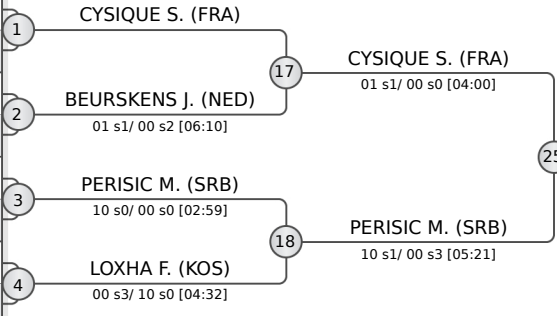 1
CYSIQUE S. (FRA)
17
2
BEURSKENS J. (NED)
01 s1/ 00 s2 [06:10]
CYSIQUE S. (FRA)
01 s1/ 00 s0 [04:00]
25
3
PERISIC M. (SRB)
10 s0/ 00 s0 [02:59]
18
4
LOXHA F. (KOS)
00 s3/ 10 s0 [04:32]
PERISIC M. (SRB)
10 s1/ 00 s3 [05:21]